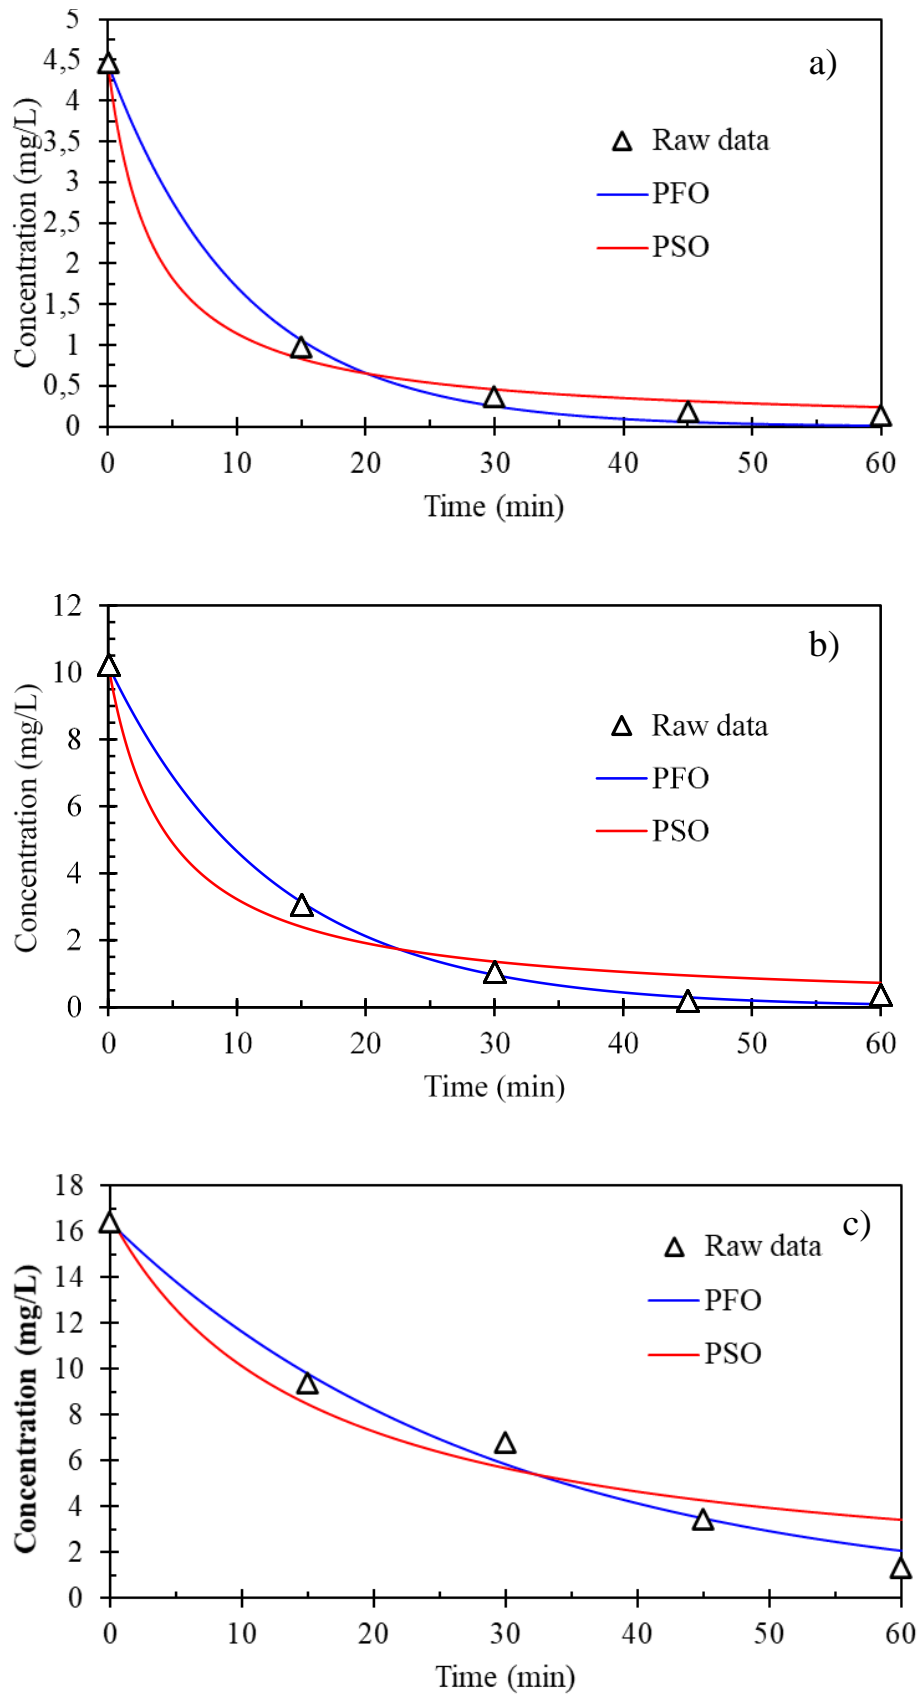 a)
5
4,5
4
3,5
3
2,5
2
1,5
1
0,5
0
Concentration (mg/L)
Raw data
PFO
PSO
0 10 20 30 40 50 60
Time (min)
b)
12
10
8
6
4
2
0
Concentration (mg/L)
Raw data
PFO
PSO
0 10 20 30 40 50 60
Time (min)
c)
18
16
14
12
10
8
6
4
2
0
Concentration (mg/L)
Raw data
PFO
PSO
0 10 20 30 40 50 60
Time (min)